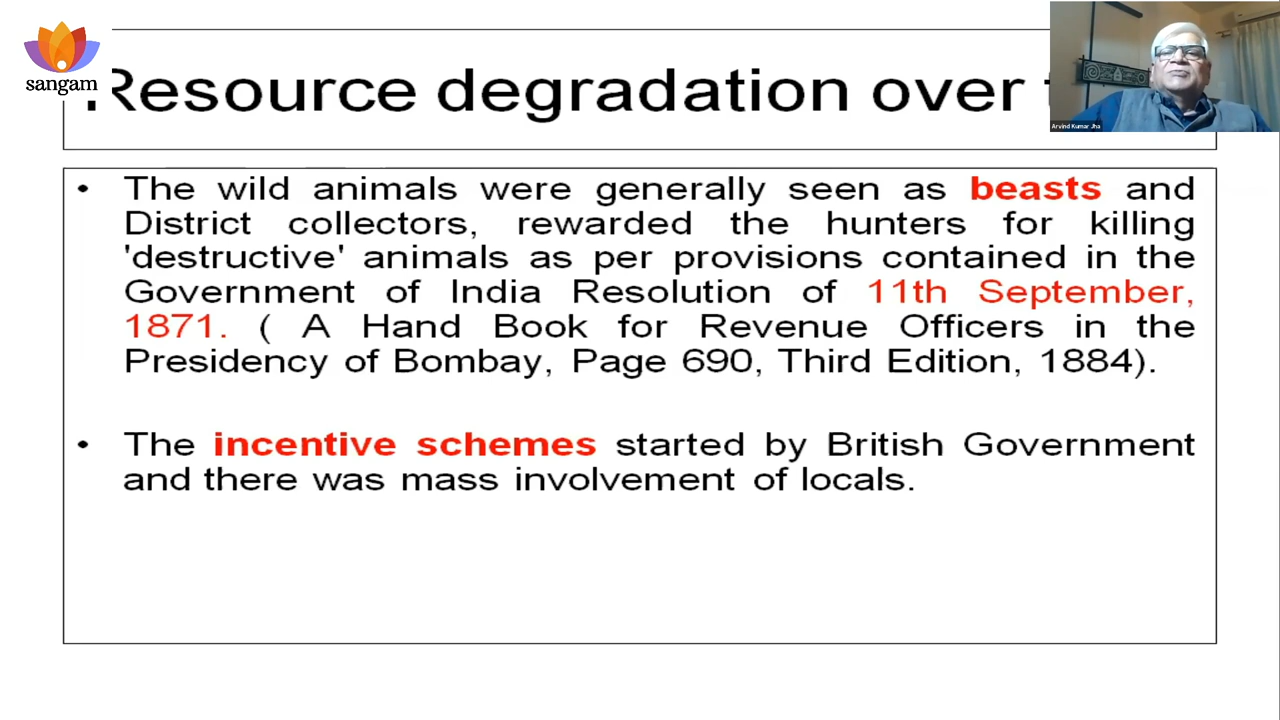 sangam
Resource degradation over
Arvind Kumar Jha
• The wild animals were generally seen as beasts and
District collectors, rewarded the hunters for killing
'destructive' animals as per provisions contained in the
Government of India Resolution of 11th September,
1871. ( A Hand Book for Revenue Officers in the
Presidency of Bombay, Page 690, Third Edition, 1884).
• The incentive schemes started by British Government
and there was mass involvement of locals.